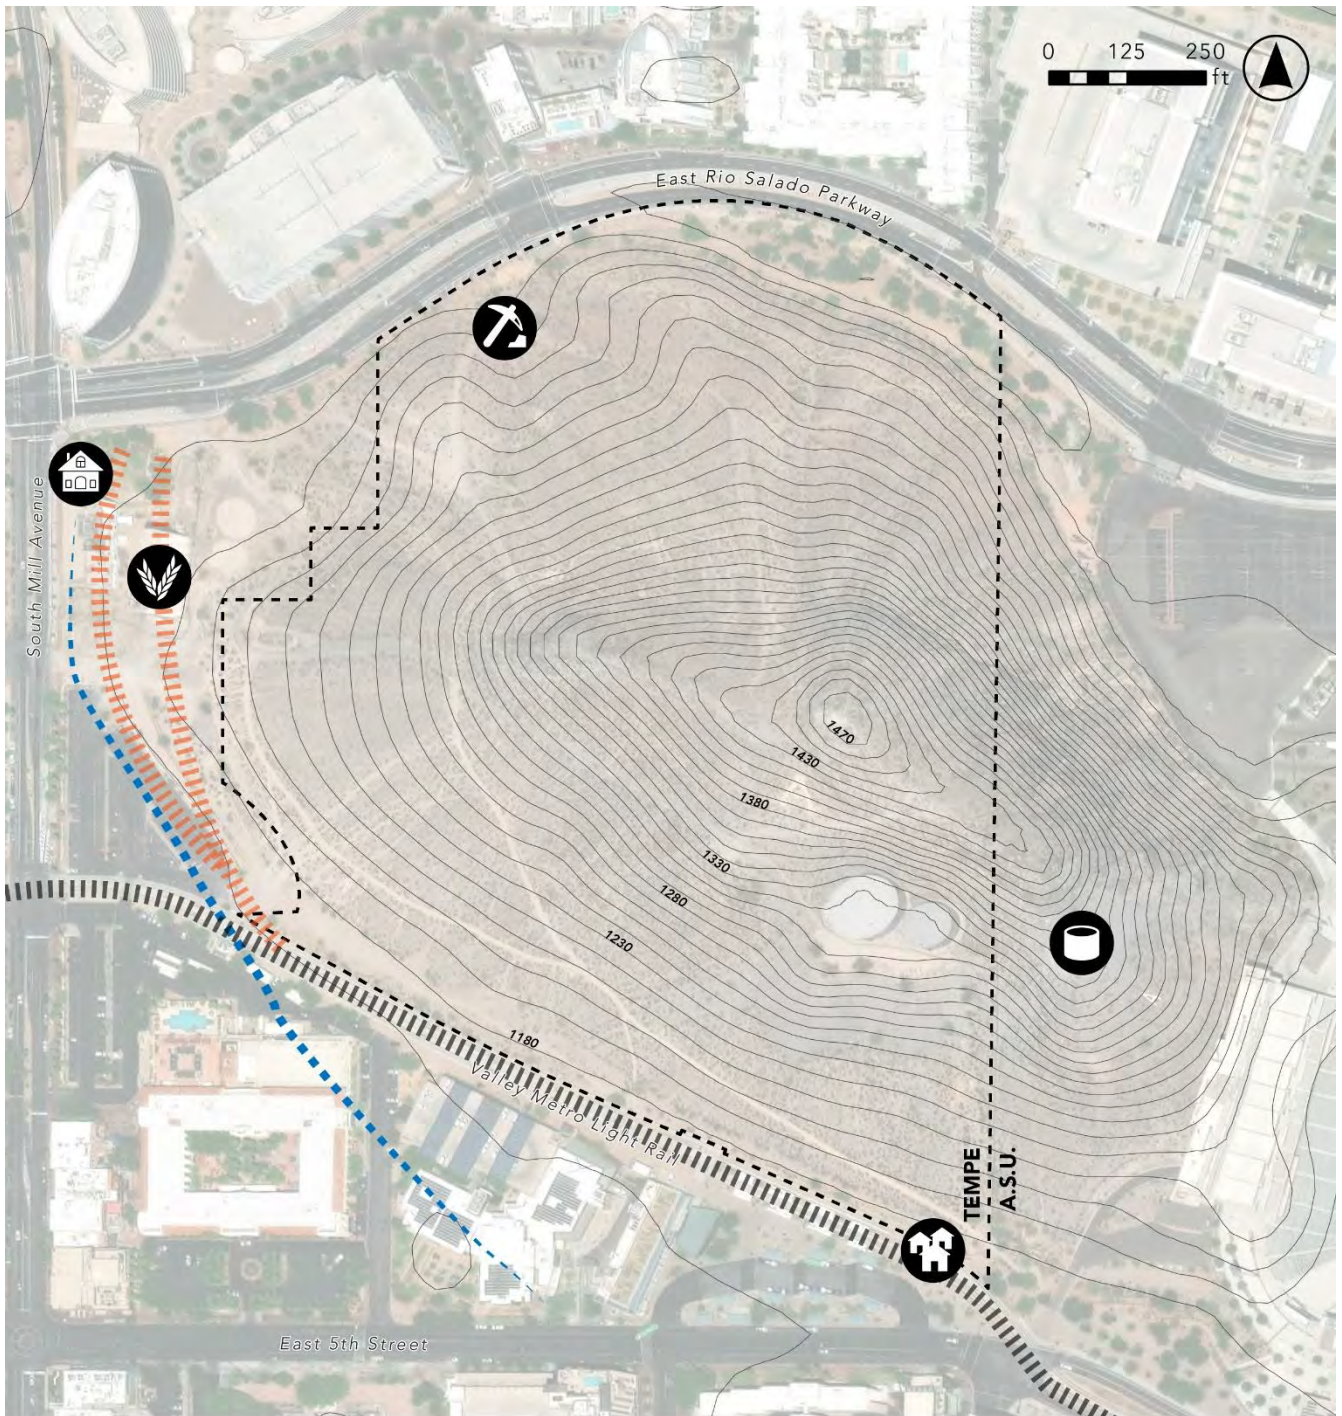 0 125 250
ft
East Rio Salado Parkway
South Mill Avenue
1470
1430
1380
1330
1280
1230
1180
Valley Metro Light Rail
TEMPE
A.S.U.
East 5th Street